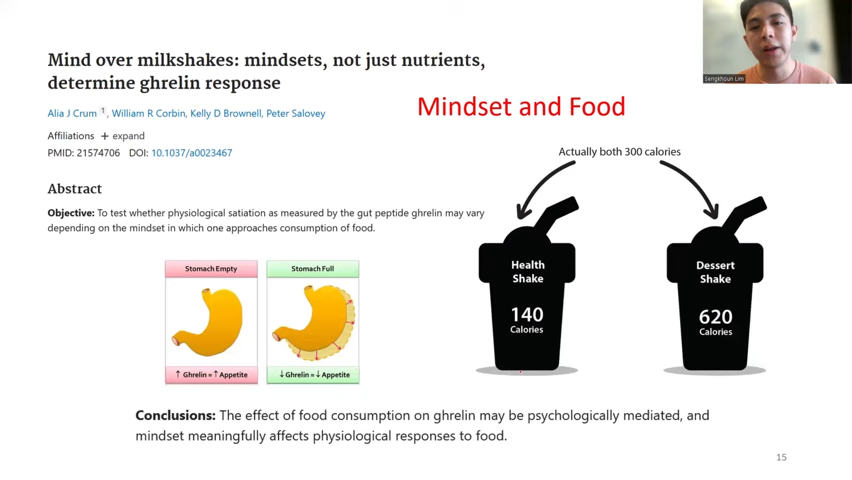 Mind over milkshakes: mindsets, not just nutrients,
determine ghrelin response
Alia J Crum 1, William R Corbin, Kelly D Brownell, Peter Salovey
Affiliations + expand
PMID: 21574706 DOI: 10.1037/a0023467
Abstract
Objective: To test whether physiological satiation as measured by the gut peptide ghrelin may vary
depending on the mindset in which one approaches consumption of food.
Stomach Empty
↑ Ghrelin = ↑ Appetite
Stomach Full
↓ Ghrelin = ↓ Appetite
Sengkhoun Lim
Mindset and Food
Actually both 300 calories
Health
Shake
140
Calories
Dessert
Shake
620
Calories
Conclusions: The effect of food consumption on ghrelin may be psychologically mediated, and
mindset meaningfully affects physiological responses to food.
15